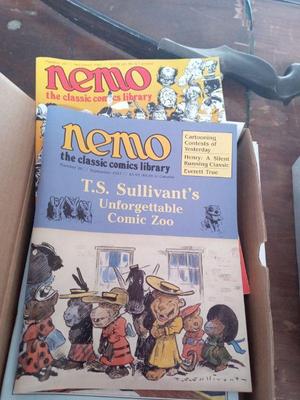 nemo
the classic comics library
nemo
the classic comics library
Cartooning
Contests of
Yesterday
Henry: A Silent
Running Classic
Everett True
T.S. Sullivant's
Unforgettable
Comic Zoo